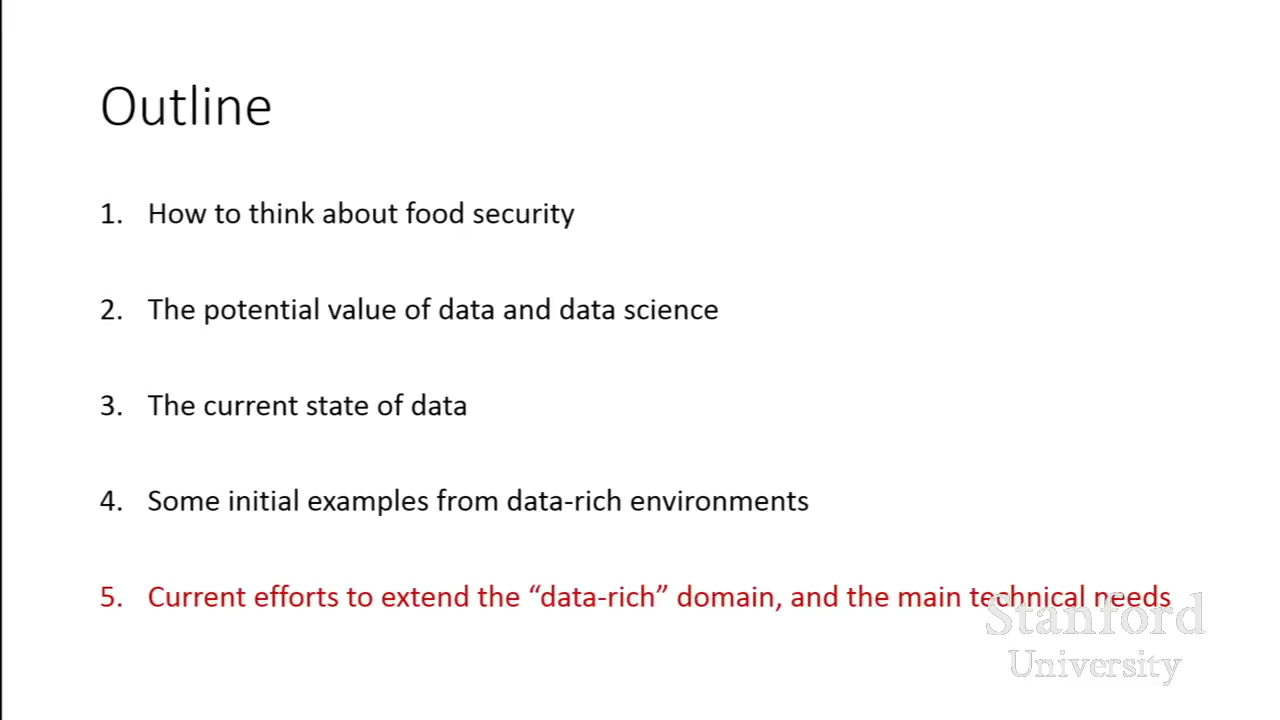 Outline
1. How to think about food security
2. The potential value of data and data science
3. The current state of data
4. Some initial examples from data-rich environments
5. Current efforts to extend the “data-rich” domain, and the main technical needs
Stanford
University